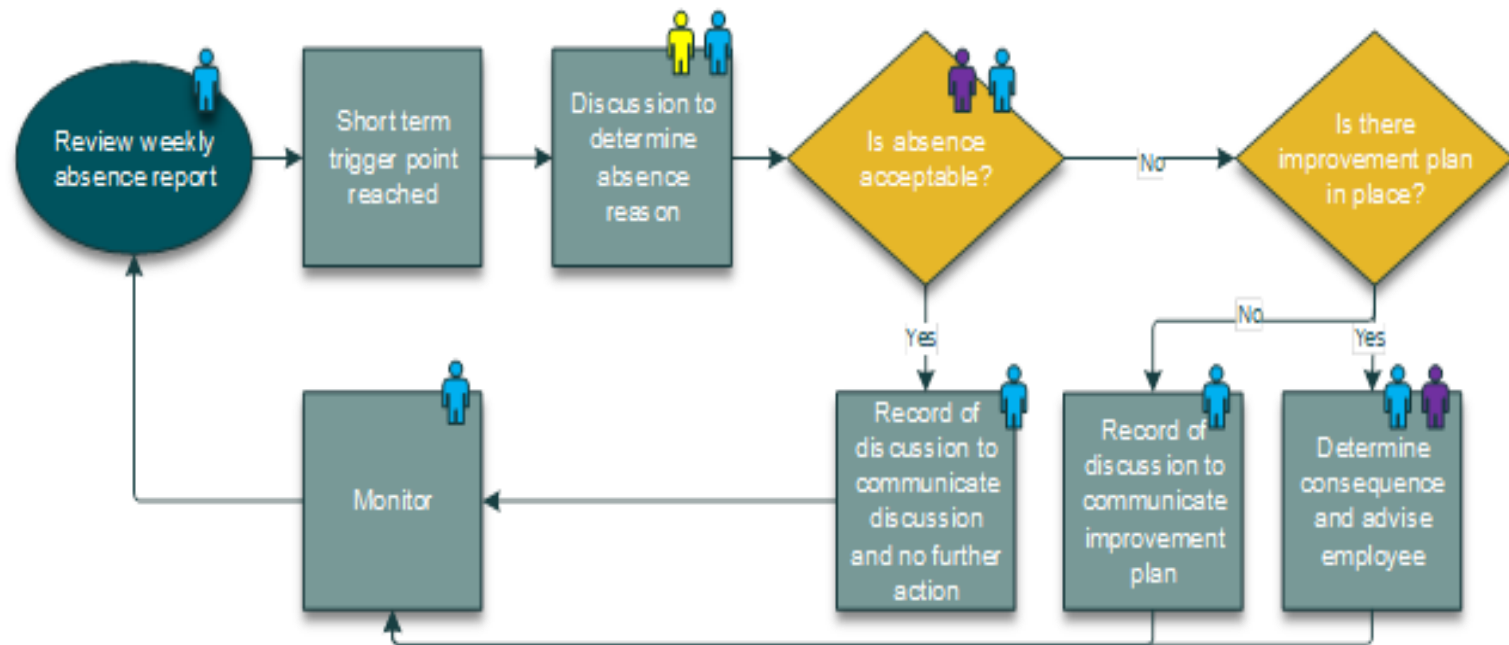 Review weekly
absence report
Short term
trigger point
reached
Discussion to
determine
absence
reason
Is absence
acceptable?
No
Is there
improvement plan
in place?
Yes
No
Yes
Monitor
Record of
discussion to
communicate
discussion
and no further
action
Record of
discussion to
communicate
improvement
plan
Determine
consequence
and advise
employee